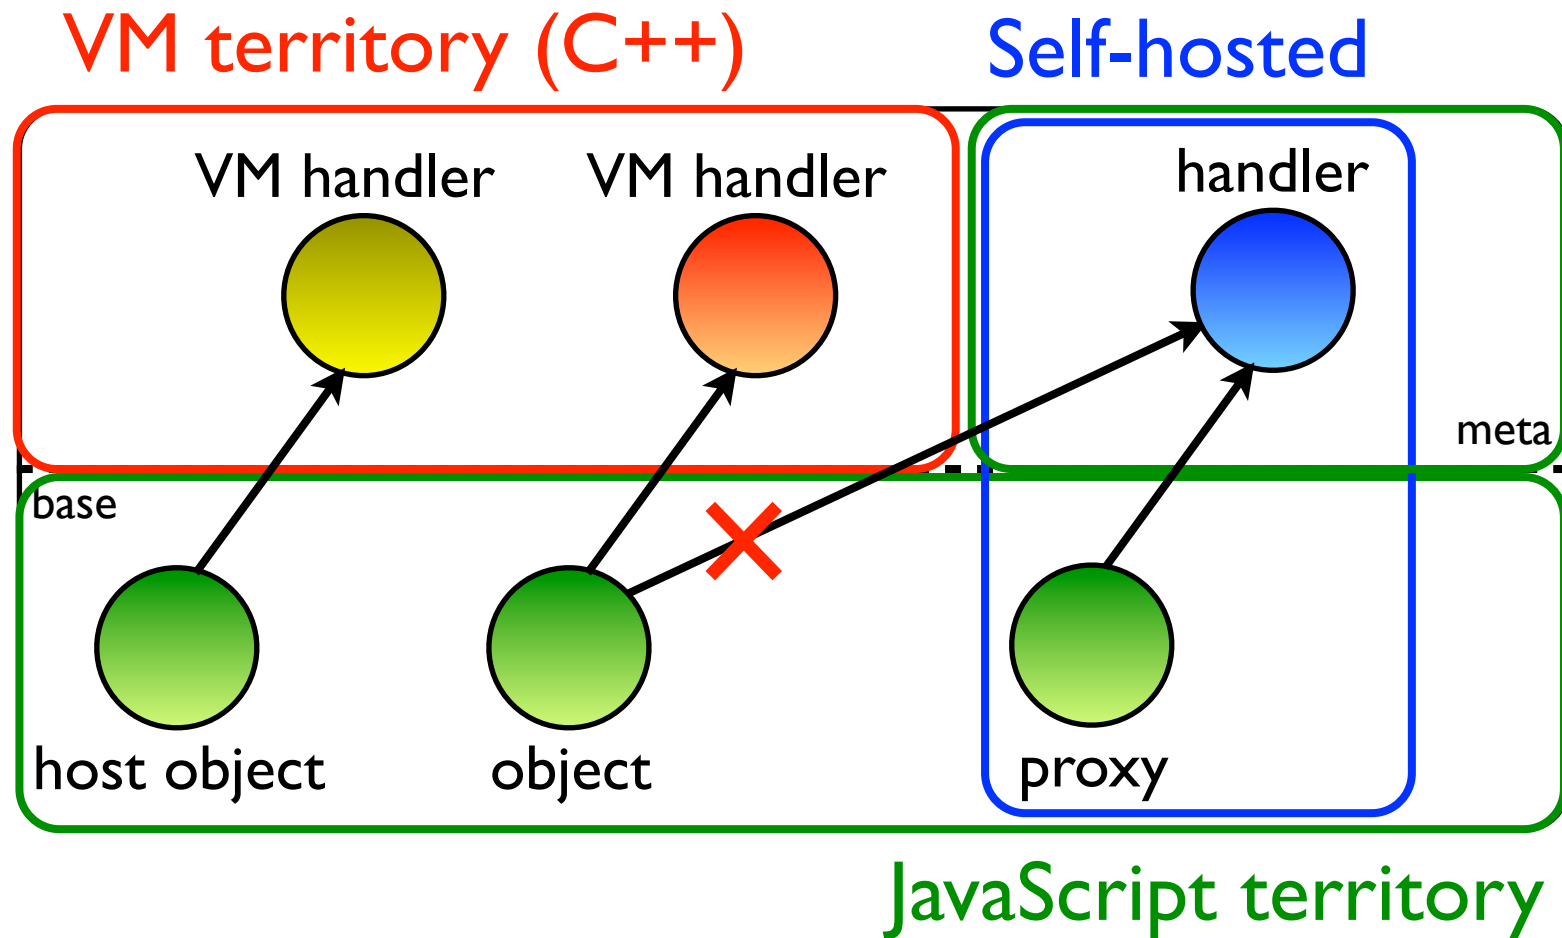 VM territory (C++)
Self-hosted
VM handler
VM handler
handler
meta
base
host object
object
proxy
JavaScript territory